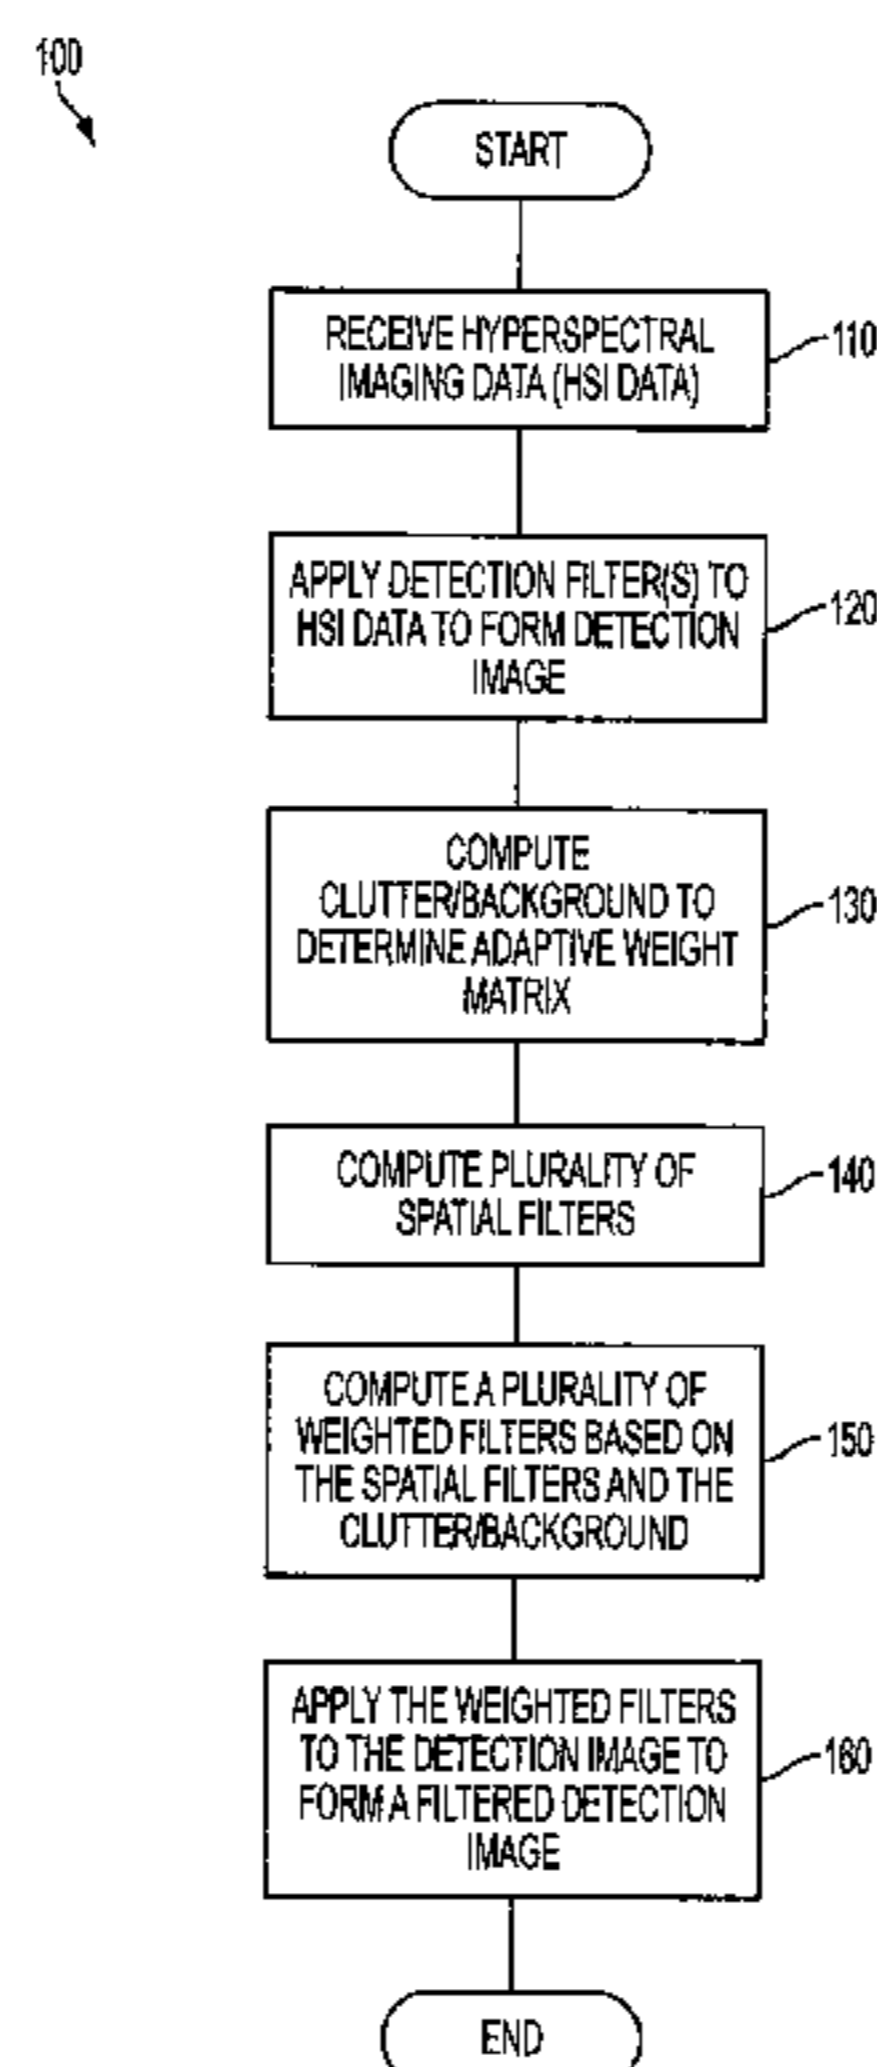 100
START
RECEIVE HYPERSPECTRAL
IMAGING DATA (HSI DATA)
110
APPLY DETECTION FILTER(S) TO
HSI DATA TO FORM DETECTION
IMAGE
120
COMPUTE
CLUTTER/BACKGROUND TO
DETERMINE ADAPTIVE WEIGHT
MATRIX
130
COMPUTE PLURALITY OF
SPATIAL FILTERS
140
COMPUTE A PLURALITY OF
WEIGHTED FILTERS BASED ON
THE SPATIAL FILTERS AND THE
CLUTTER/BACKGROUND
150
APPLY THE WEIGHTED FILTERS
TO THE DETECTION IMAGE TO
FORM A FILTERED DETECTION
IMAGE
160
END